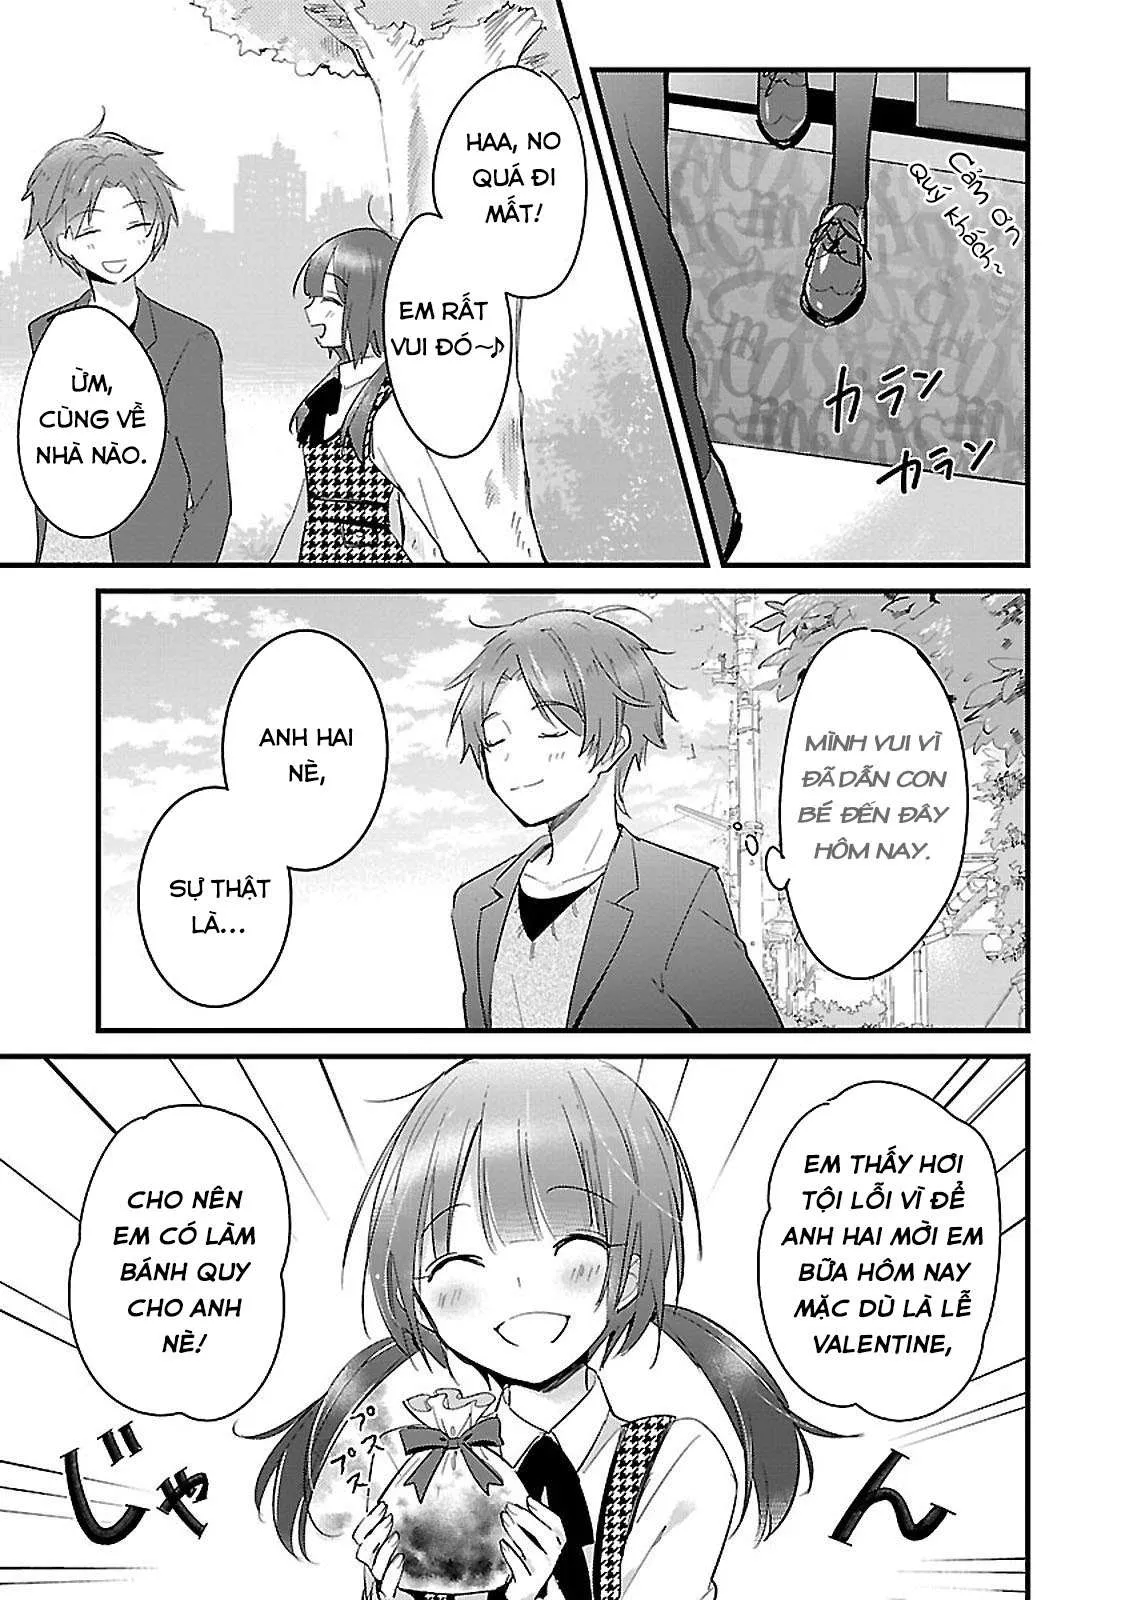 Cảm ơn
quý khách~
カラン
カラン
HAA, NO
QUÁ ĐI
MẤT!
EM RẤT
VUI ĐÓ~♪
ỪM,
CÙNG VỀ
NHÀ NÀO.
MÌNH VUI VÌ
ĐÃ DẪN CON
BÉ ĐẾN ĐÂY
HÔM NAY.
ANH HAI
NÈ,
SỰ THẬT
LÀ...
EM THẤY HƠI
TỘI LỖI VÌ ĐỂ
ANH HAI MỜI EM
BỮA HÔM NAY
MẶC DÙ LÀ LỄ
VALENTINE,
CHO NÊN
EM CÓ LÀM
BÁNH QUY
CHO ANH
NÈ!
プス
プス
じゃ
ん